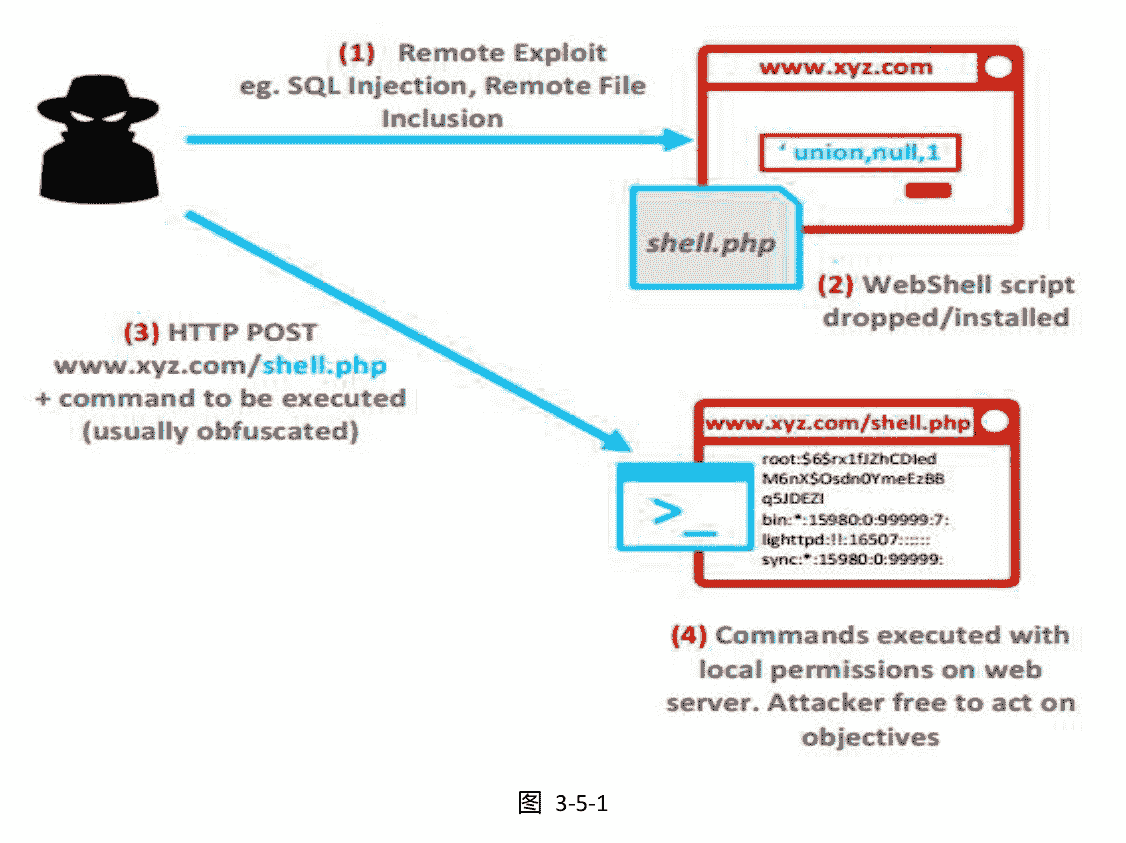 (1) Remote Exploit
eg. SQL Injection, Remote File
Inclusion
www.xyz.com
‘ union,null,1
shell.php
(2) WebShell script
dropped/installed
(3) HTTP POST
www.xyz.com/shell.php
+ command to be executed
(usually obfuscated)
www.xyz.com/shell.php
>_
bin:*:15980:0:99999:7:
lighttpd:!!:16507::::::
sync:*:15980:0:99999:
(4) Commands executed with
local permissions on web
server. Attacker free to act on
objectives
图 3-5-1